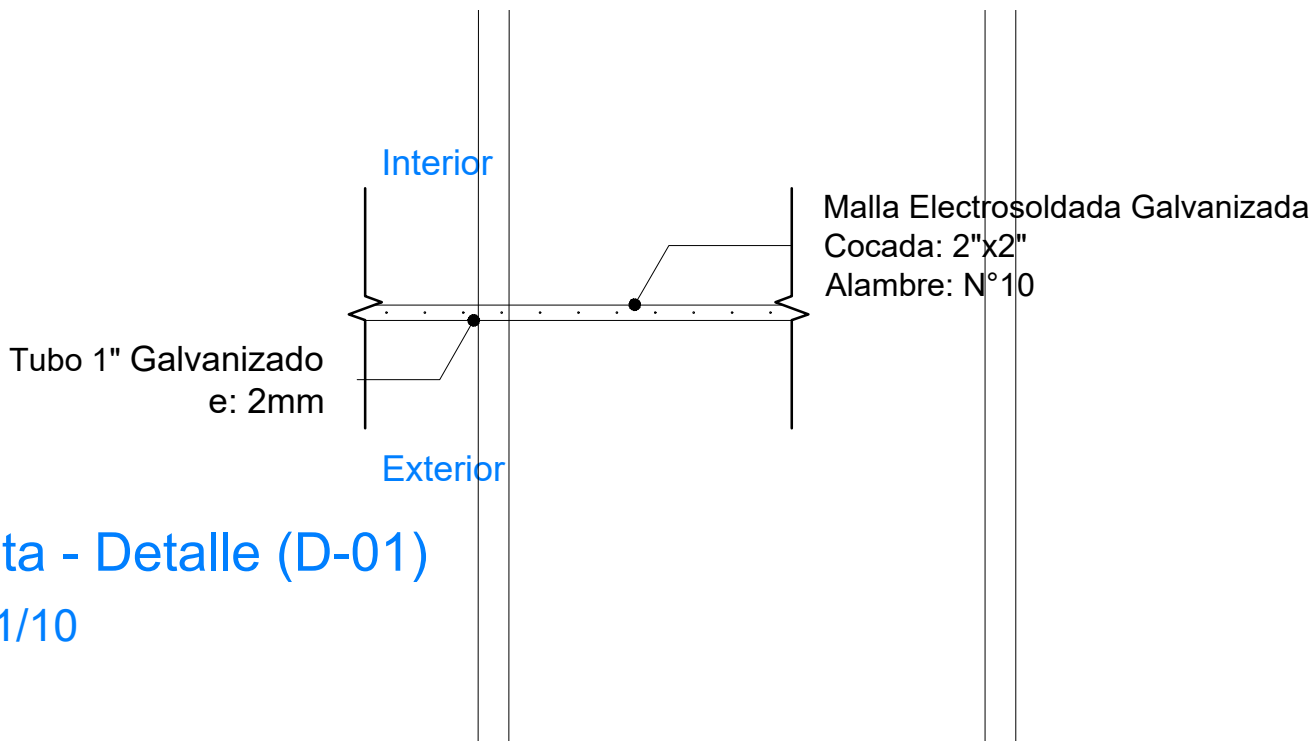 Interior
Malla Electrosoldada Galvanizada
Cocada: 2"x2"
Alambre: N°10
Tubo 1" Galvanizado
e: 2mm
Exterior
ta - Detalle (D-01)
1/10